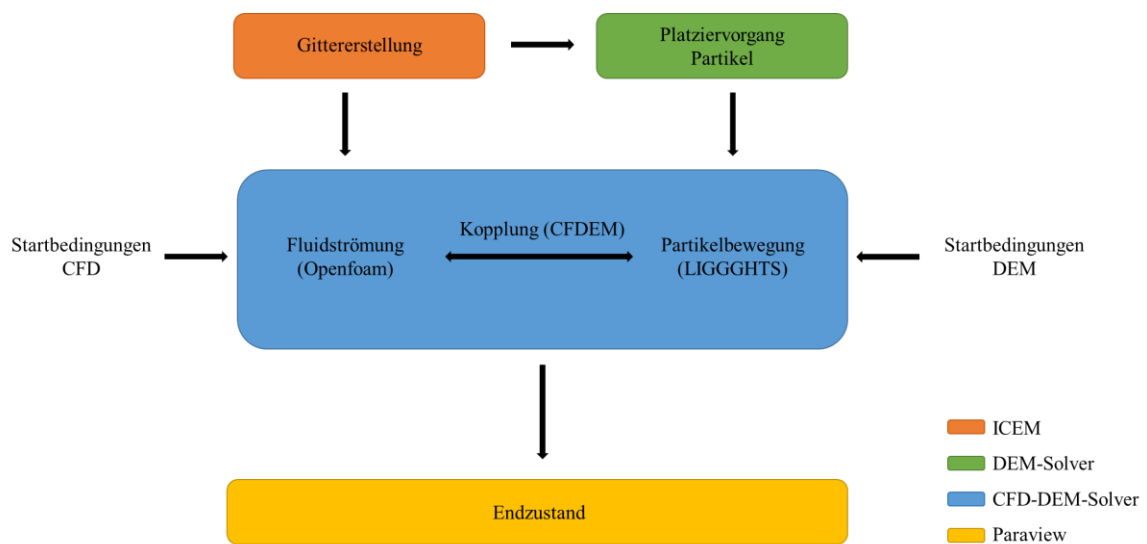 Gittererstellung
Platziervorgang
Partikel
Startbedingungen
CFD
Fluidströmung
(Openfoam)
Kopplung (CFDEM)
Partikelbewegung
(LIGGGHTS)
Startbedingungen
DEM
Endzustand
ICEM
DEM-Solver
CFD-DEM-Solver
Paraview